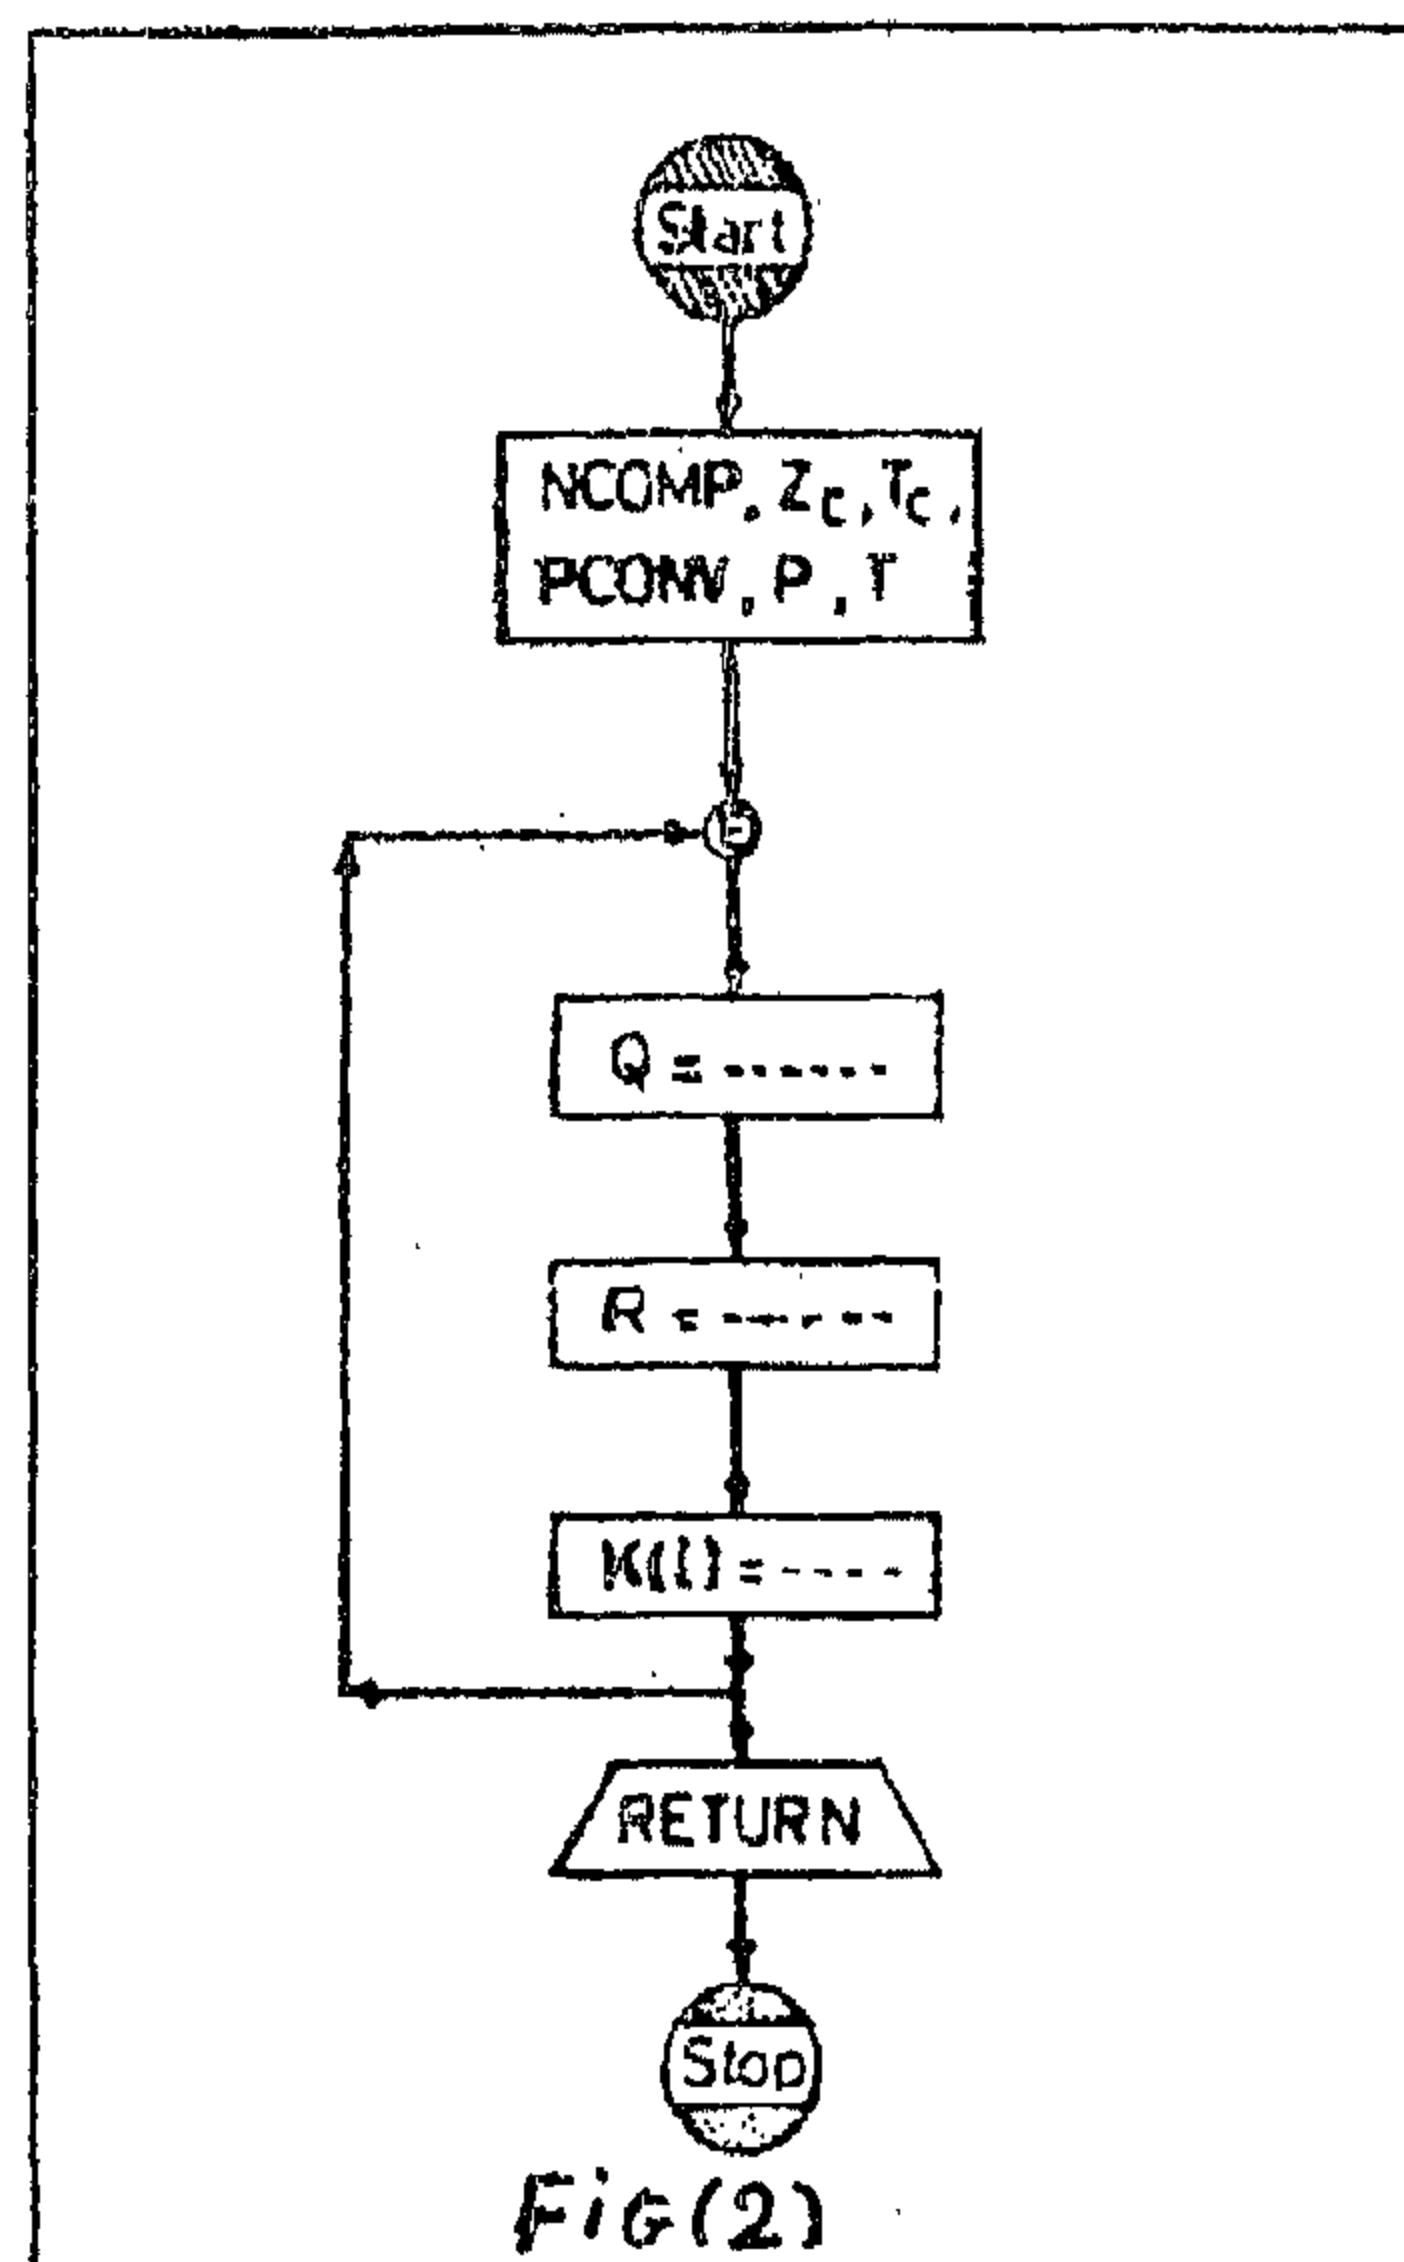 Start
NCOMP, Zc, Tc,
PCONV, P, T
Q = ------
R = ------
K(i) = ----
RETURN
Stop
FiG(2)